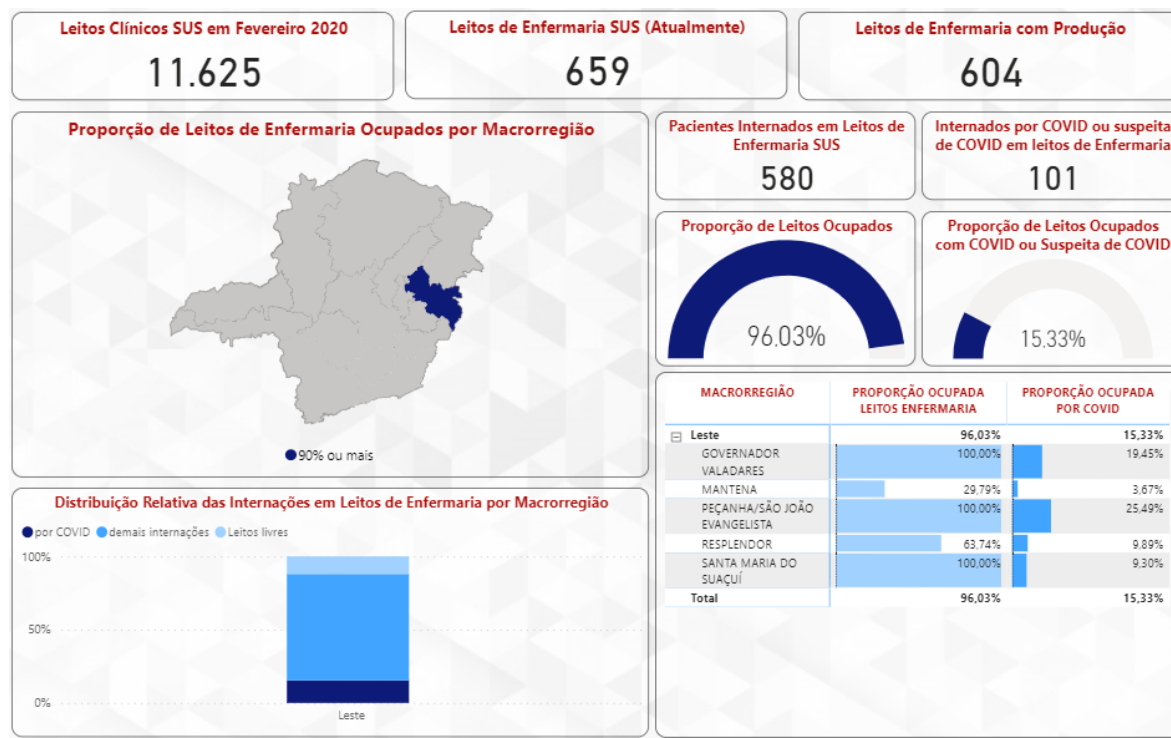 Leitos Clínicos SUS em Fevereiro 2020
11.625
Leitos de Enfermaria SUS (Atualmente)
659
Leitos de Enfermaria com Produção
604
Proporção de Leitos de Enfermaria Ocupados por Macrorregião
90% ou mais
Pacientes Internados em Leitos de
Enfermaria SUS
580
Internados por COVID ou suspeita
de COVID em leitos de Enfermaria
101
Proporção de Leitos Ocupados
96,03%
Proporção de Leitos Ocupados
com COVID ou Suspeita de COVID
15,33%
Distribuição Relativa das Internações em Leitos de Enfermaria por Macrorregião
por COVID demais internações Leitos livres
100%
50%
0%
Leste
MACRORREGIÃO
PROPORÇÃO OCUPADA
LEITOS ENFERMARIA
PROPORÇÃO OCUPADA
POR COVID
Leste 96,03% 15,33%
GOVERNADOR 100,00% 19,45%
VALADARES
MANTENA 29,79% 3,67%
PEÇANHA/SÃO JOÃO 100,00% 25,49%
EVANGELISTA
RESPLENDOR 63,74% 9,89%
SANTA MARIA DO 100,00% 9,30%
SUAÇUÍ
Total 96,03% 15,33%